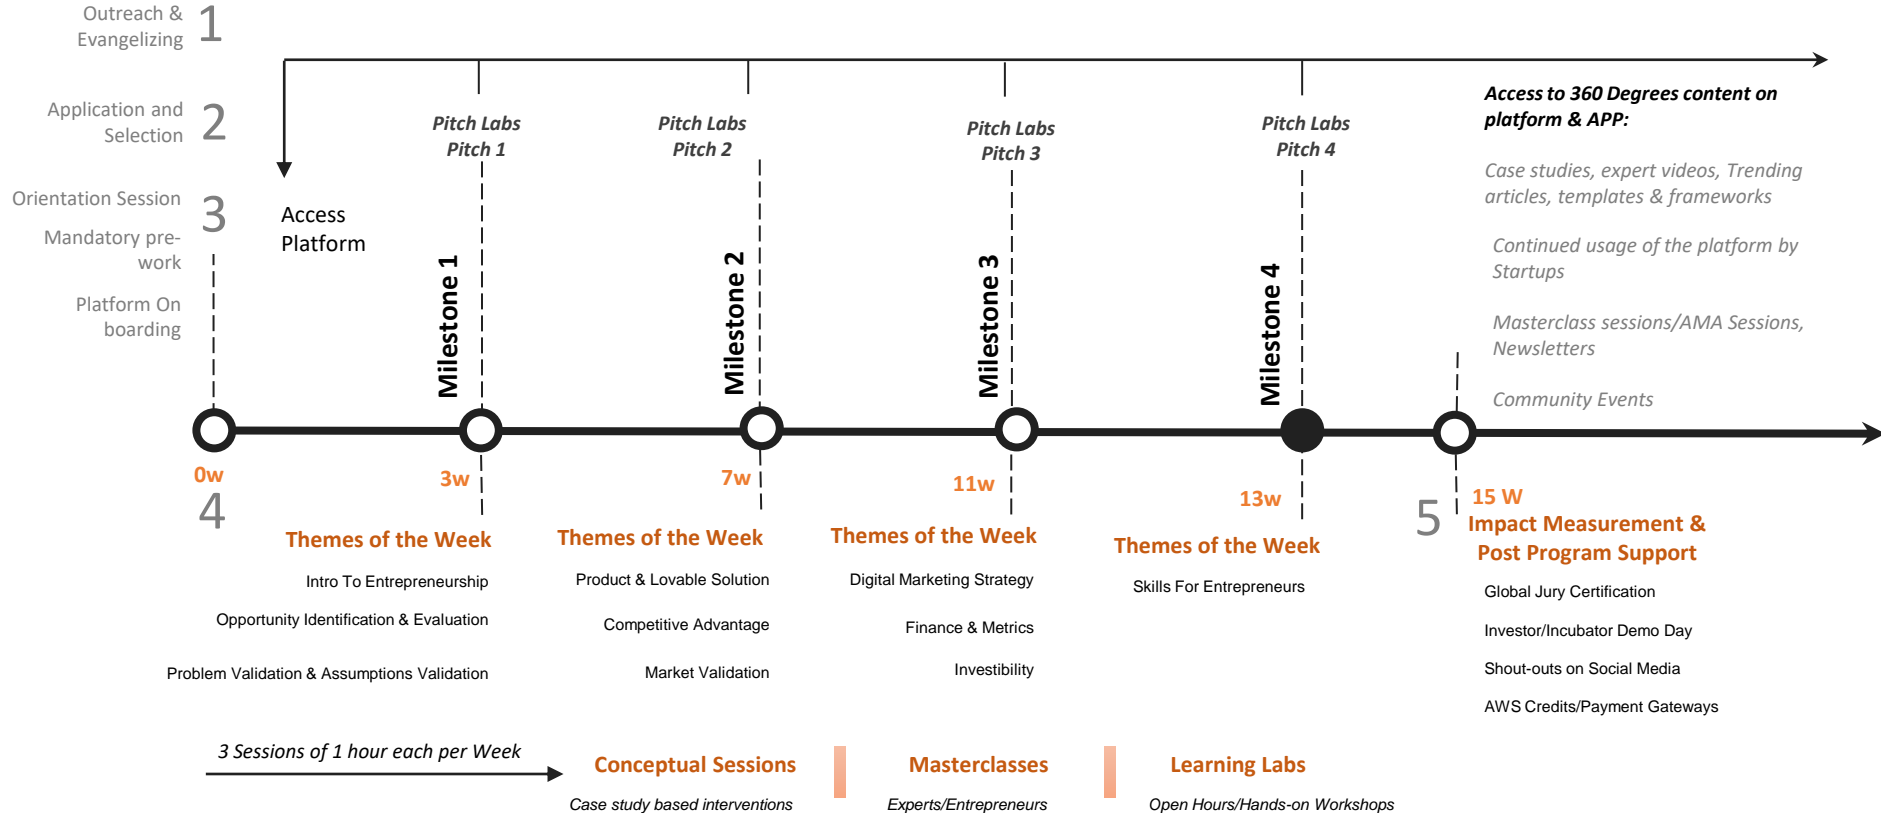 Outreach &
Evangelizing
1
Application and
Selection
2
Orientation Session
3
Mandatory pre-
work
Platform On
boarding
Access
Platform
Pitch Labs
Pitch 1
Pitch Labs
Pitch 2
Pitch Labs
Pitch 3
Pitch Labs
Pitch 4
Milestone 1
Milestone 2
Milestone 3
Milestone 4
Access to 360 Degrees content on
platform & APP:
Case studies, expert videos, Trending
articles, templates & frameworks
Continued usage of the platform by
Startups
Masterclass sessions/AMA Sessions,
Newsletters
Community Events
0w
4
3w
7w
11w
13w
5
15 W
Themes of the Week
Intro To Entrepreneurship
Opportunity Identification & Evaluation
Problem Validation & Assumptions Validation
Themes of the Week
Product & Lovable Solution
Competitive Advantage
Market Validation
Themes of the Week
Digital Marketing Strategy
Finance & Metrics
Investibility
Themes of the Week
Skills For Entrepreneurs
Impact Measurement &
Post Program Support
Global Jury Certification
Investor/Incubator Demo Day
Shout-outs on Social Media
AWS Credits/Payment Gateways
3 Sessions of 1 hour each per Week
Conceptual Sessions
Case study based interventions
Masterclasses
Experts/Entrepreneurs
Learning Labs
Open Hours/Hands-on Workshops